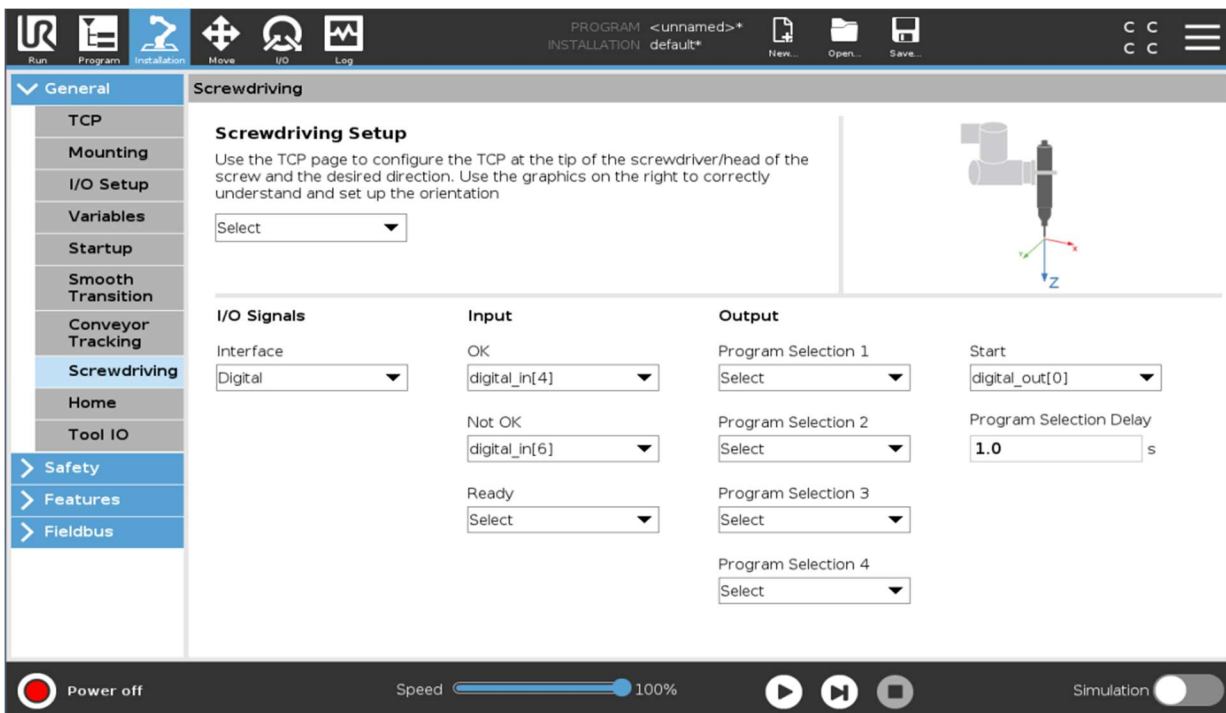 PROGRAM <unnamed>*
INSTALLATION default*
C C
C C
UR
Run
Program
Installation
Move
I/O
Log
New...
Open...
Save...
General
TCP
Mounting
I/O Setup
Variables
Startup
Smooth
Transition
Conveyor
Tracking
Screwdriving
Home
Tool IO
Safety
Features
Fieldbus
Screwdriving
Screwdriving Setup
Use the TCP page to configure the TCP at the tip of the screwdriver/head of the
screw and the desired direction. Use the graphics on the right to correctly
understand and set up the orientation
Select
Y
X
Z
I/O Signals
Interface
Digital
Input
OK
digital_in[4]
Not OK
digital_in[6]
Ready
Select
Output
Program Selection 1
Select
Program Selection 2
Select
Program Selection 3
Select
Program Selection 4
Select
Start
digital_out[0]
Program Selection Delay
1.0 s
Power off
Speed 100%
Simulation